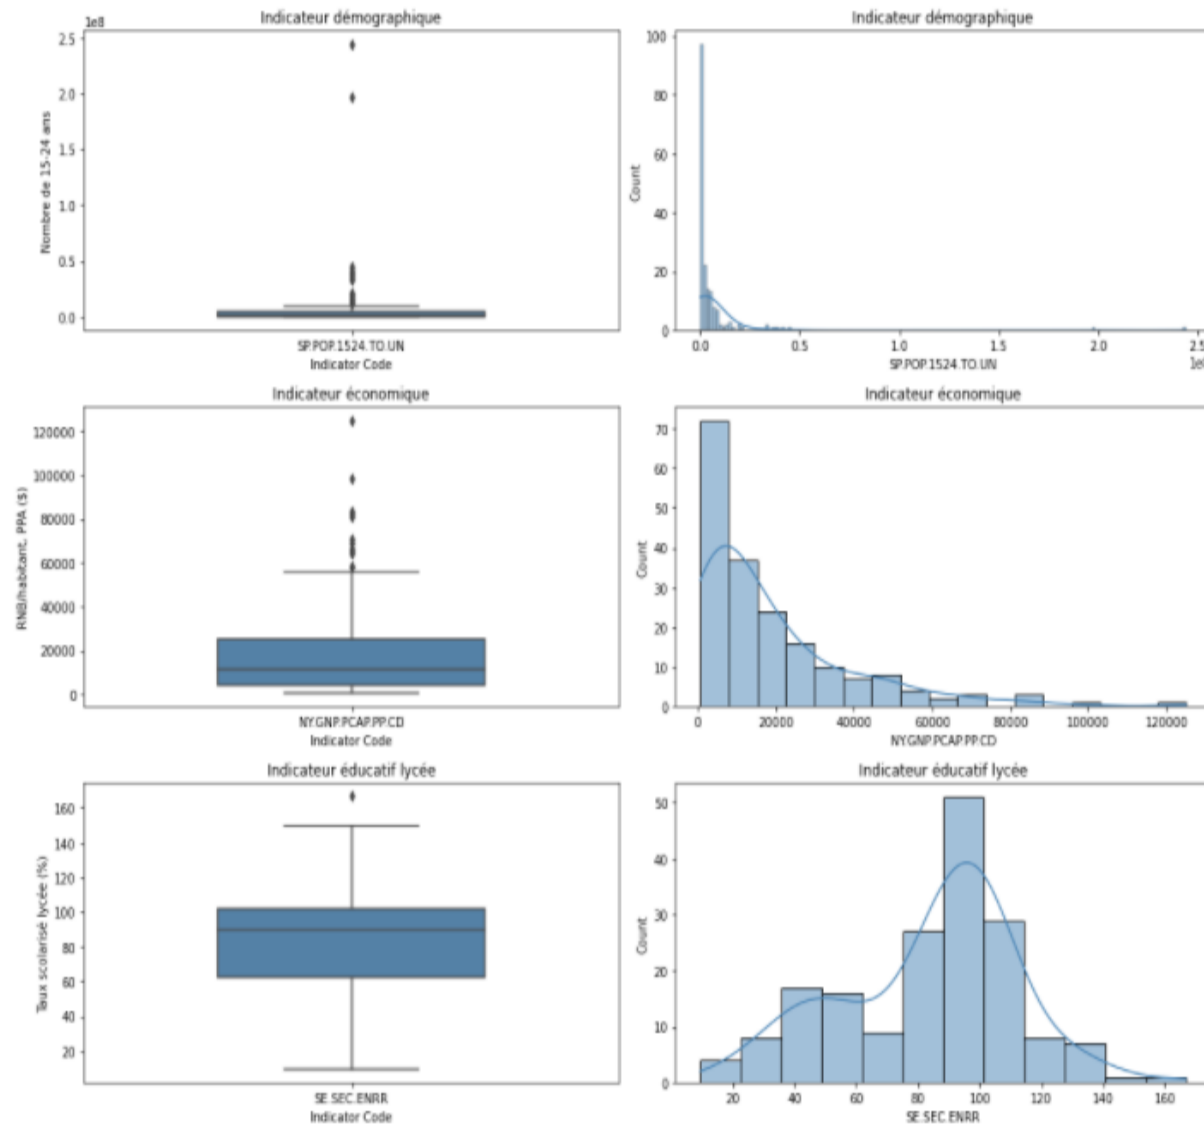 Indicateur démographique
1e8
2.5
2.0
1.5
1.0
0.5
0.0
Nombre de 15-24 ans
SP.POP.1524.TO.UN
Indicator Code
Indicateur démographique
100
80
60
40
20
0
Count
0.0 0.5 1.0 1.5 2.0 2.5
SP.POP.1524.TO.UN
Indicateur économique
120000
100000
80000
60000
40000
20000
0
RNB/habitant, PPA ($)
NY.GNP.PCAP.PP.CD
Indicator Code
Indicateur économique
70
60
50
40
30
20
10
0
Count
0 20000 40000 60000 80000 100000 120000
NY.GNP.PCAP.PP.CD
Indicateur éducatif lycée
160
140
120
100
80
60
40
20
Taux scolarisé lycée (%)
SE.SEC.ENRR
Indicator Code
Indicateur éducatif lycée
50
40
30
20
10
0
Count
20 40 60 80 100 120 140 160
SE.SEC.ENRR